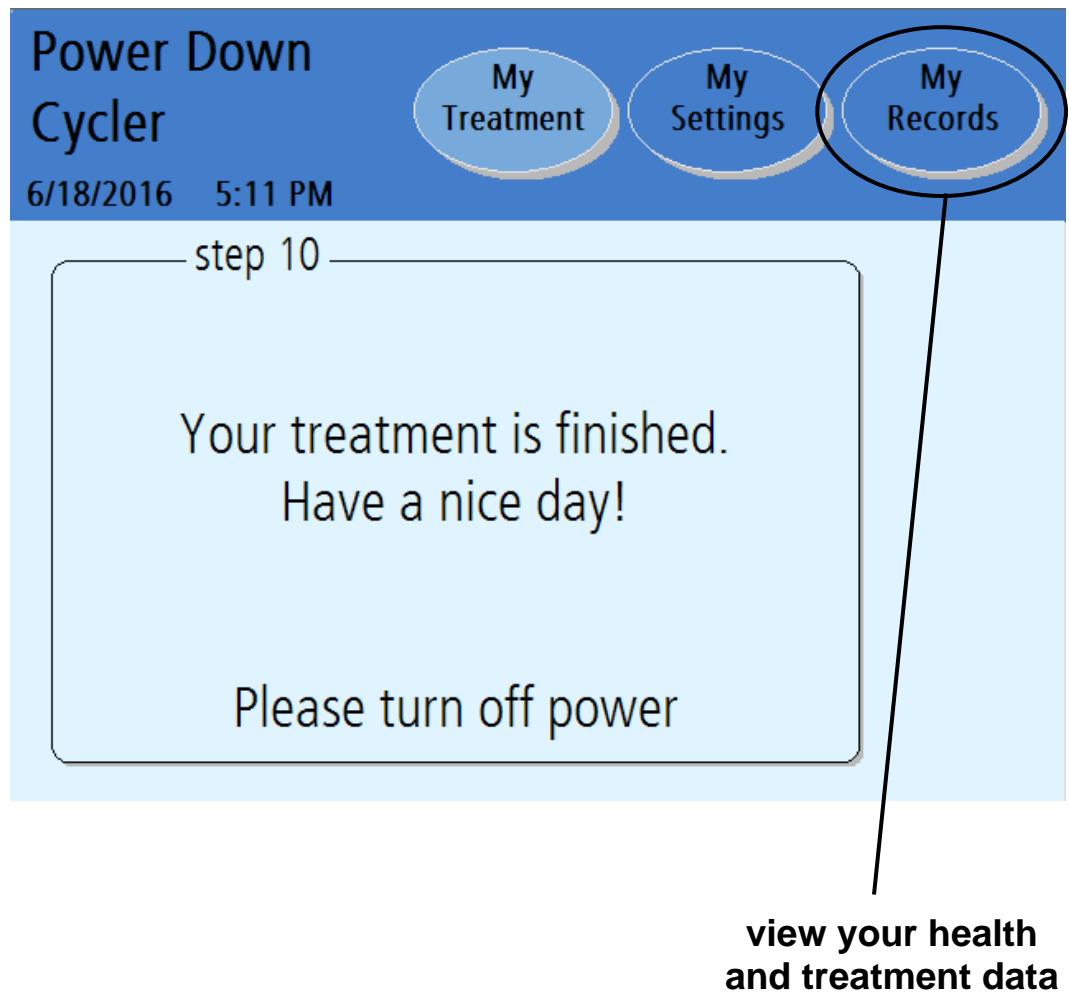 Power Down
Cycler
6/18/2016 5:11 PM
My
Treatment
My
Settings
My
Records
step 10
Your treatment is finished.
Have a nice day!
Please turn off power
view your health
and treatment data